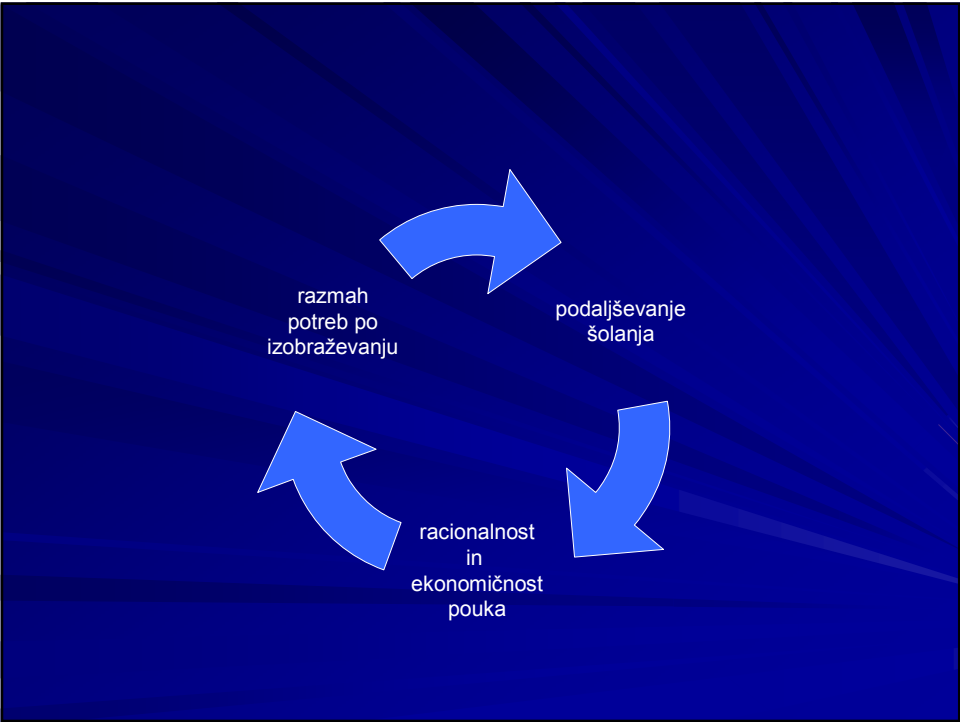 razmah
potreb po
izobraževanju
podaljševanje
šolanja
racionalnost
in
ekonomičnost
pouka